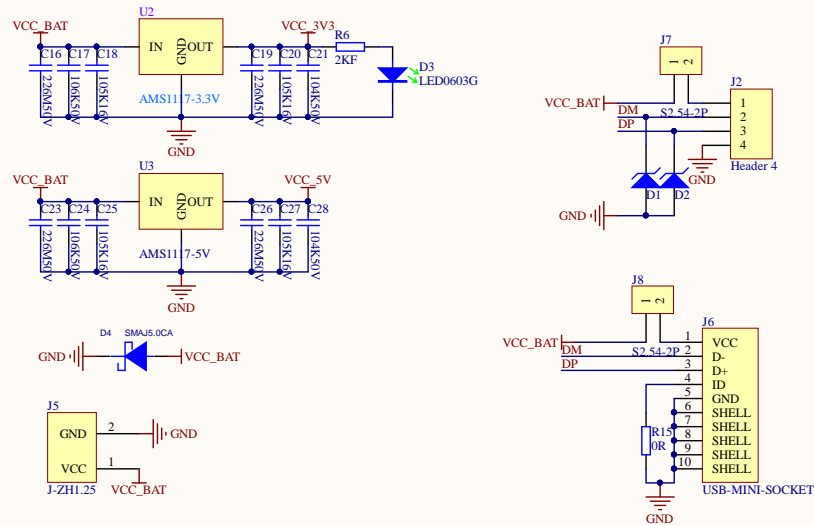 VCC_BAT
U2
VCC_3V3
R6
2KF
IN
GND
OUT
C16
C17
C18
C19
C20
C21
226M50V
106K50V
105K16V
226M50V
105K16V
104K50V
AMS1117-3.3V
D3
LED0603G
GND
VCC_BAT
U3
VCC_5V
IN
GND
OUT
C23
C24
C25
C26
C27
C28
226M50V
106K50V
105K16V
226M50V
105K16V
104K50V
AMS1117-5V
GND
D4
SMAJ5.0CA
GND
VCC_BAT
J5
GND
2
GND
VCC
1
J-ZH1.25
VCC_BAT
J7
1
2
J2
VCC_BAT
1
DM
S2.54-2P
2
DP
3
4
GND
Header 4
D1
D2
GND
J8
1
2
J6
VCC_BAT
1
VCC
DM
S2.54-2P
2
D-
DP
3
D+
4
ID
5
GND
6
SHELL
7
SHELL
8
SHELL
9
SHELL
10
SHELL
R15
0R
USB-MINI-SOCKET
GND